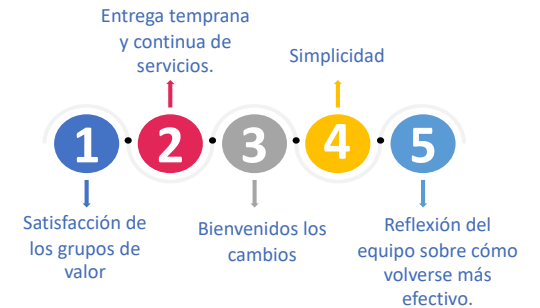 Entrega temprana
y continua de
servicios.
Simplicidad
1
2
3
4
5
Satisfacción de
los grupos de
valor
Bienvenidos los
cambios
Reflexión del
equipo sobre cómo
volverse más
efectivo.